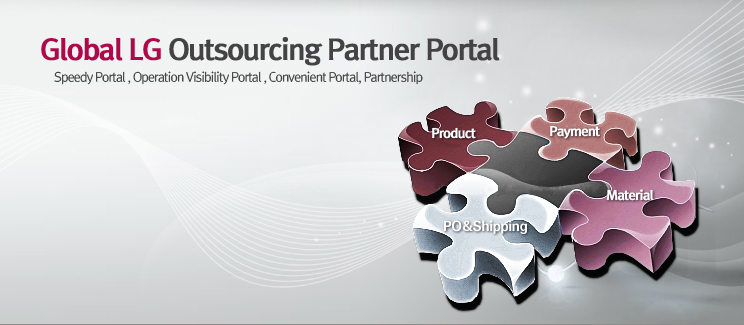 Global LG Outsourcing Partner Portal
Speedy Portal , Operation Visibility Portal , Convenient Portal, Partnership
Product
Payment
Material
PO&Shipping